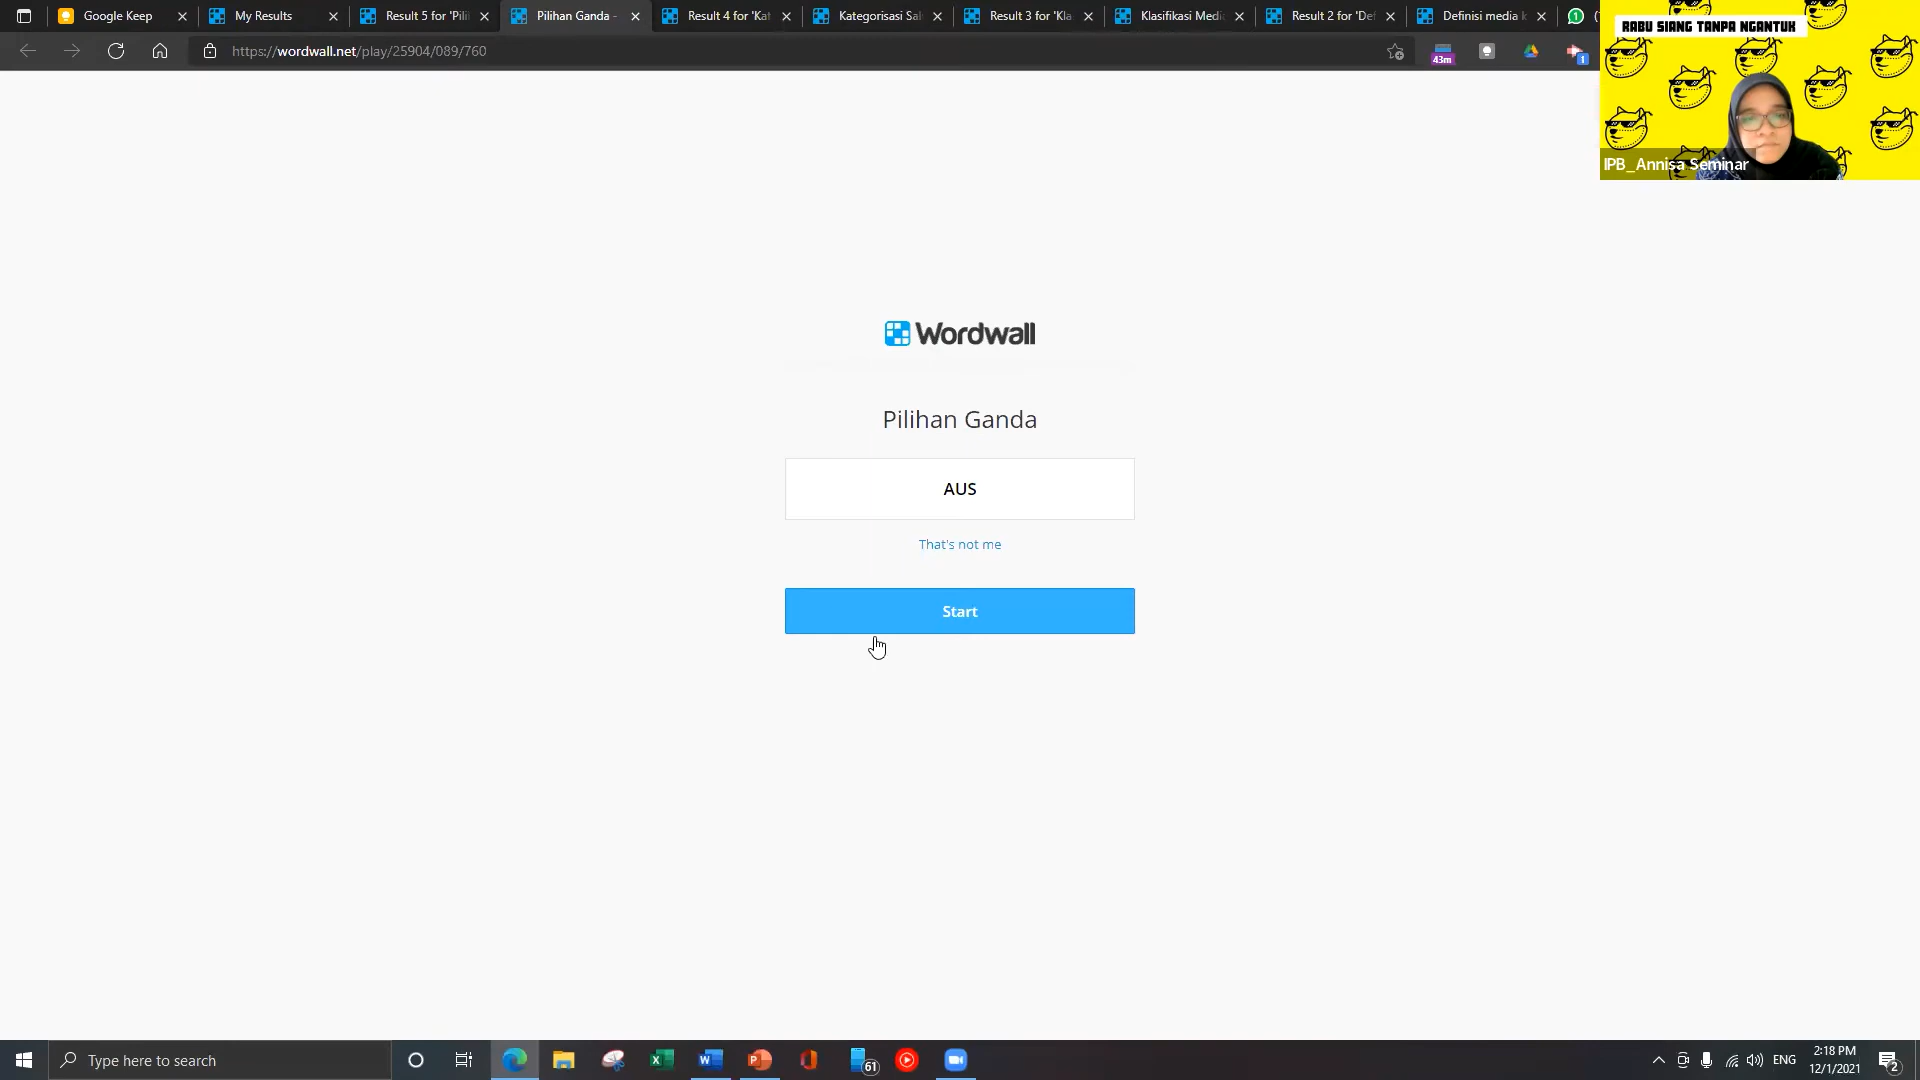 Google Keep
My Results
Result 5 for 'Pili
Pilihan Ganda -
Result 4 for 'Kat
Kategorisasi Sal
Result 3 for 'Kla
Klasifikasi Medi
Result 2 for 'Def
Definisi media k
https://wordwall.net/play/25904/089/760
43m
1
RABU SIANG TANPA NGANTUK
IPB_Annisa Seminar
Wordwall
Pilihan Ganda
AUS
That's not me
Start
Type here to search
61
ENG
2:18 PM
12/1/2021
2